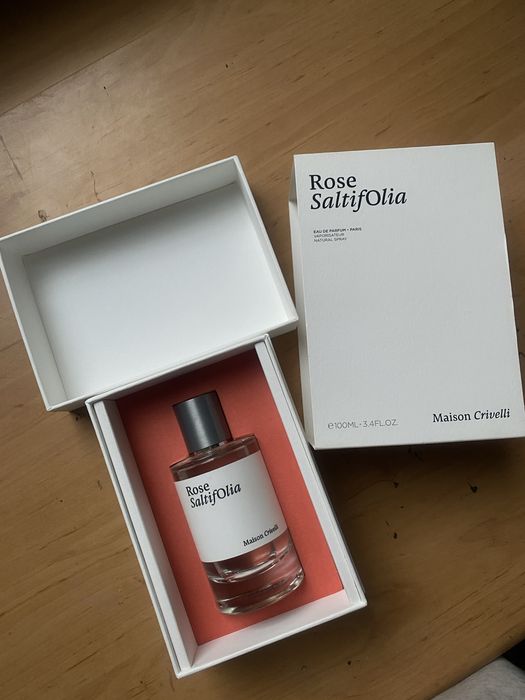 Rose
SaltifOlia
EAU DE PARFUM - PARIS
VAPORISATEUR
NATURAL SPRAY
℮100ML - 3.4FL.OZ.
Maison Crivelli
Rose
SaltifOlia
Maison Crivelli